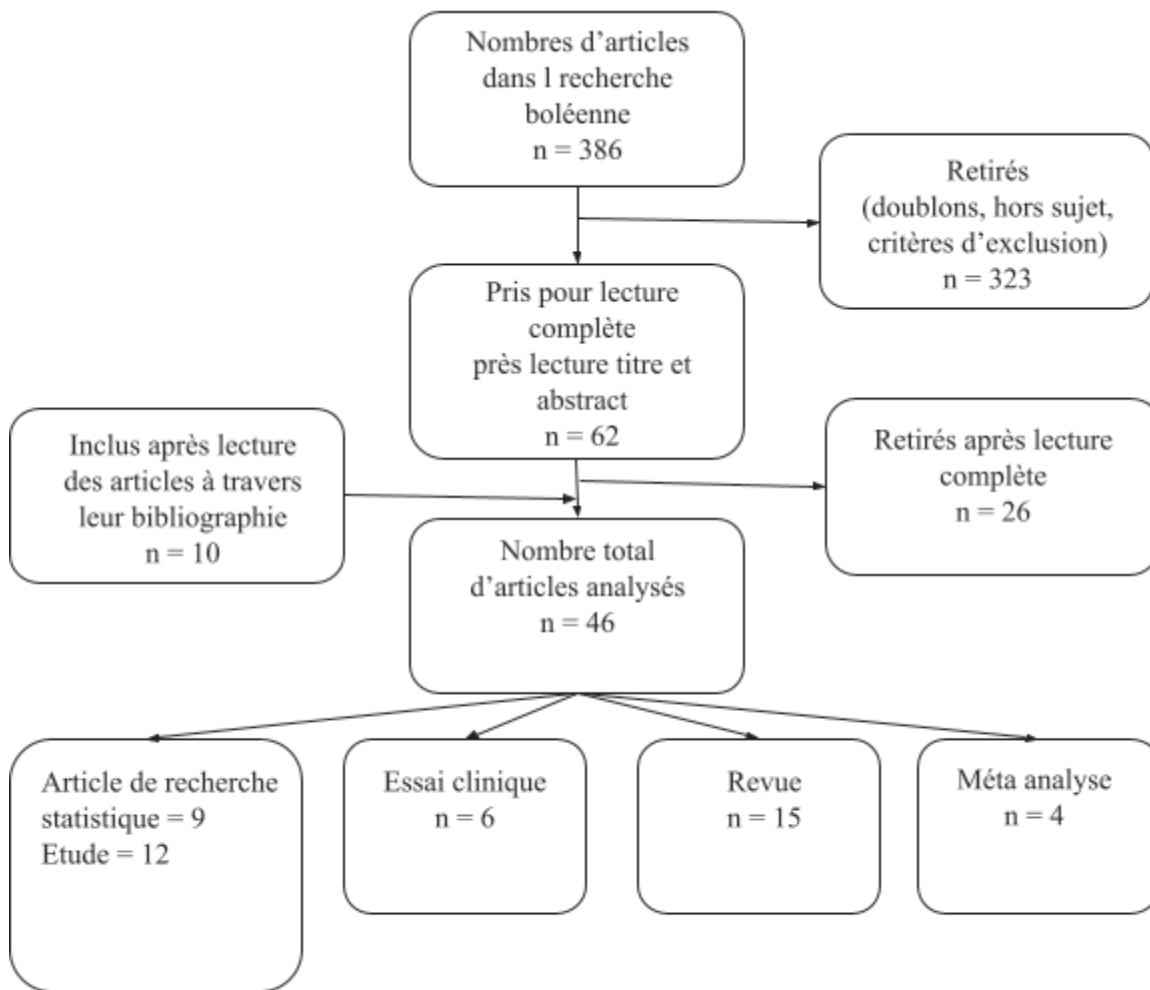 Nombres d’articles
dans l recherche
boléenne
n = 386
Retirés
(doublons, hors sujet,
critères d’exclusion)
n = 323
Pris pour lecture
complète
près lecture titre et
abstract
n = 62
Inclus après lecture
des articles à travers
leur bibliographie
n = 10
Retirés après lecture
complète
n = 26
Nombre total
d’articles analysés
n = 46
Article de recherche
statistique = 9
Etude = 12
Essai clinique
n = 6
Revue
n = 15
Méta analyse
n = 4